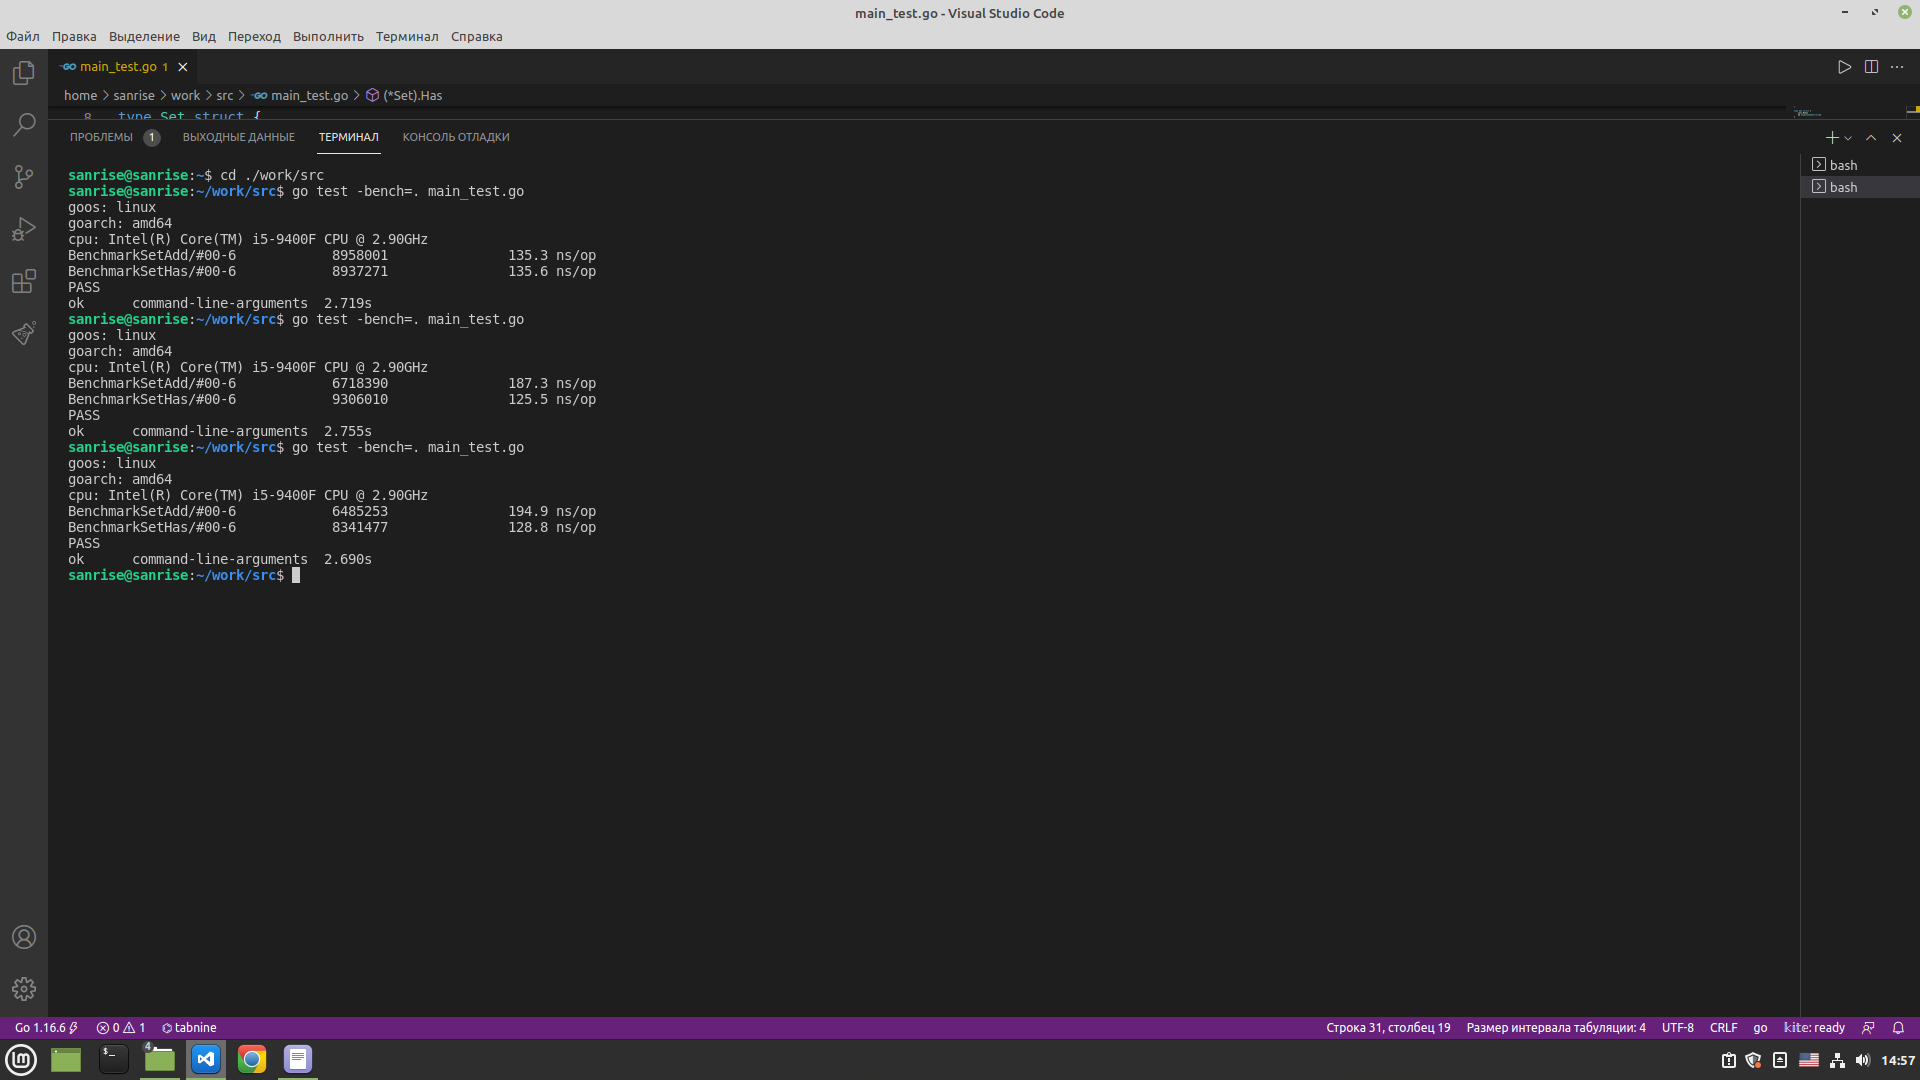 main_test.go - Visual Studio Code
Файл Правка Выделение Вид Переход Выполнить Терминал Справка
main_test.go 1
home > sanrise > work > src > main_test.go > (*Set).Has
8 type Set struct {
ПРОБЛЕМЫ 1 ВЫХОДНЫЕ ДАННЫЕ ТЕРМИНАЛ КОНСОЛЬ ОТЛАДКИ
bash
bash
sanrise@sanrise:~$ cd ./work/src
sanrise@sanrise:~/work/src$ go test -bench=. main_test.go
goos: linux
goarch: amd64
cpu: Intel(R) Core(TM) i5-9400F CPU @ 2.90GHz
BenchmarkSetAdd/#00-6 8958001 135.3 ns/op
BenchmarkSetHas/#00-6 8937271 135.6 ns/op
PASS
ok command-line-arguments 2.719s
sanrise@sanrise:~/work/src$ go test -bench=. main_test.go
goos: linux
goarch: amd64
cpu: Intel(R) Core(TM) i5-9400F CPU @ 2.90GHz
BenchmarkSetAdd/#00-6 6718390 187.3 ns/op
BenchmarkSetHas/#00-6 9306010 125.5 ns/op
PASS
ok command-line-arguments 2.755s
sanrise@sanrise:~/work/src$ go test -bench=. main_test.go
goos: linux
goarch: amd64
cpu: Intel(R) Core(TM) i5-9400F CPU @ 2.90GHz
BenchmarkSetAdd/#00-6 6485253 194.9 ns/op
BenchmarkSetHas/#00-6 8341477 128.8 ns/op
PASS
ok command-line-arguments 2.690s
sanrise@sanrise:~/work/src$
Go 1.16.6 0 1 tabnine Строка 31, столбец 19 Размер интервала табуляции: 4 UTF-8 CRLF go kite: ready
4 14:57